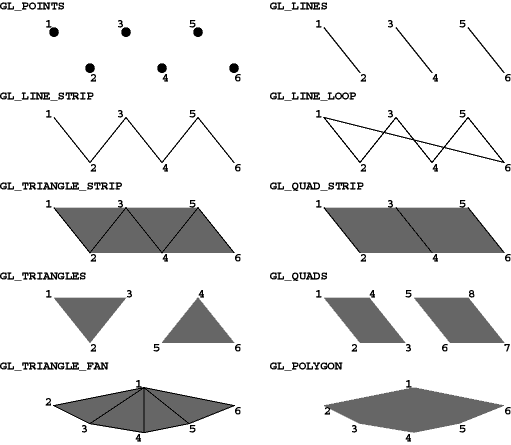 GL_POINTS
1 3 5
2 4 6
GL_LINES
1 3 5
2 4 6
GL_LINE_STRIP
1 3 5
2 4 6
GL_LINE_LOOP
1 3 5
2 4 6
GL_TRIANGLE_STRIP
1 3 5
2 4 6
GL_QUAD_STRIP
1 3 5
2 4 6
GL_TRIANGLES
1 3 4
2 5 6
GL_QUADS
1 4 5 8
2 3 6 7
GL_TRIANGLE_FAN
1
2 6
3 5
4
GL_POLYGON
1
2 6
3 5
4